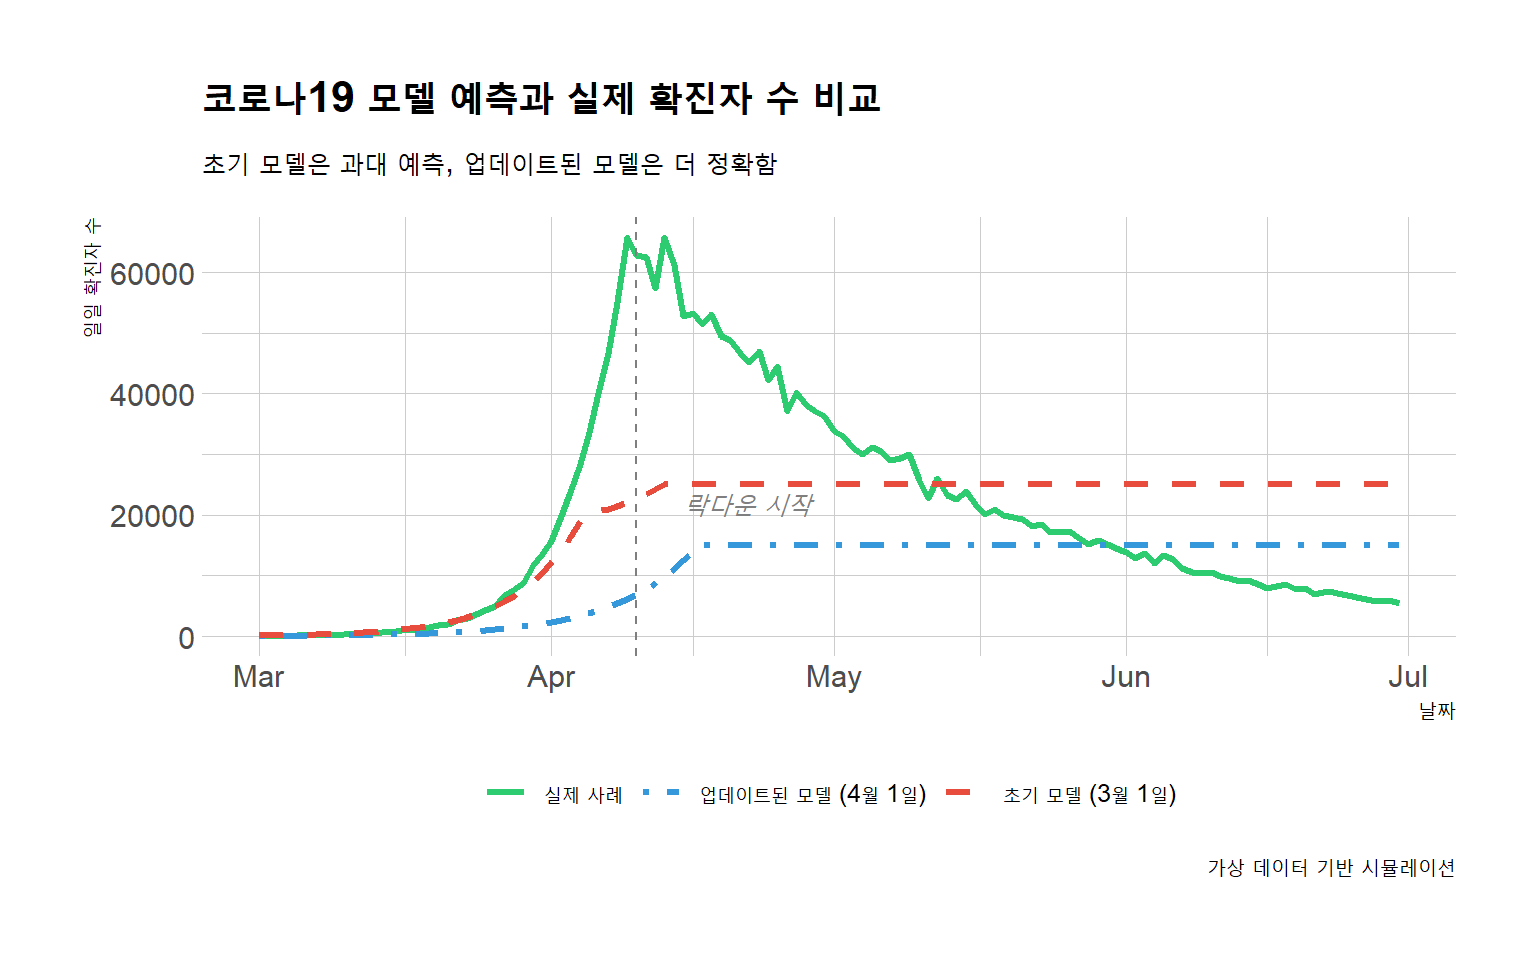 코로나19 모델 예측과 실제 확진자 수 비교
초기 모델은 과대 예측, 업데이트된 모델은 더 정확함
일일 확진자 수
60000
40000
20000
0
락다운 시작
Mar Apr May Jun Jul
날짜
실제 사례 업데이트된 모델 (4월 1일) 초기 모델 (3월 1일)
가상 데이터 기반 시뮬레이션